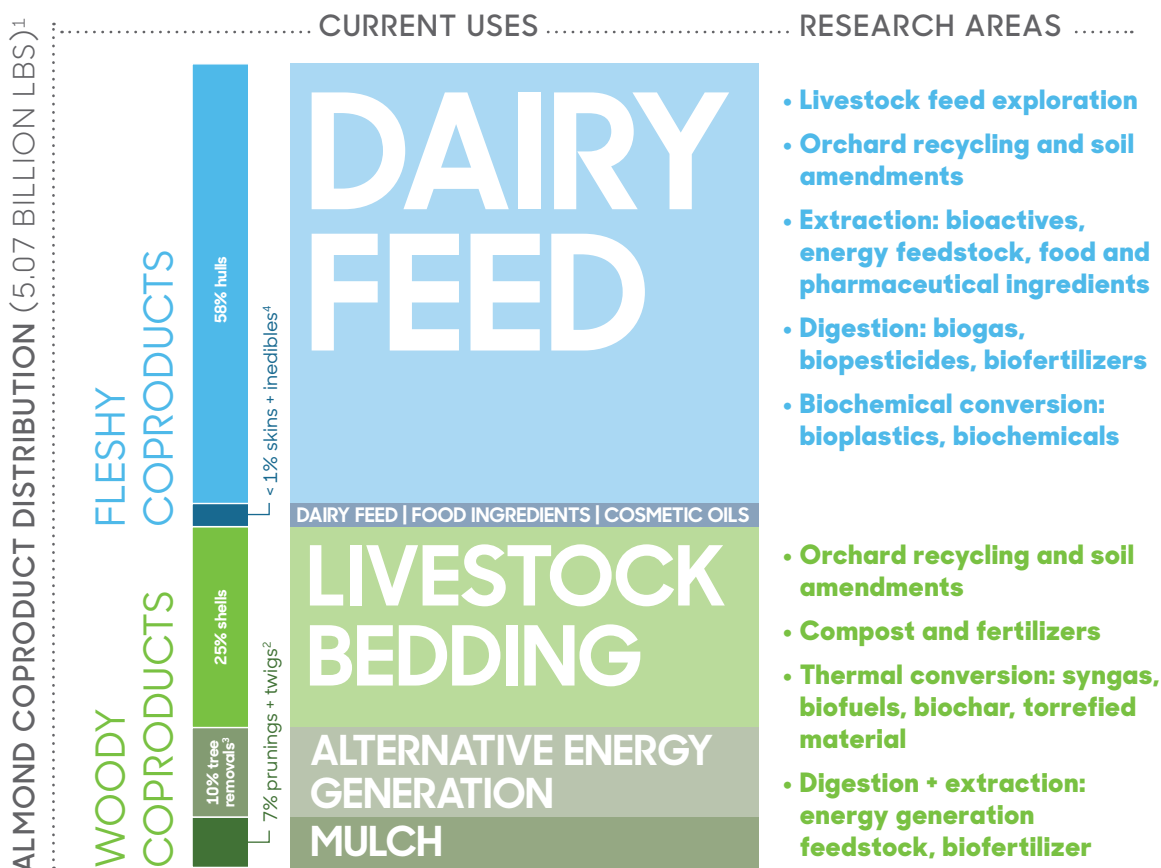 ALMOND COPRODUCT DISTRIBUTION (5.07 BILLION LBS)¹
CURRENT USES
RESEARCH AREAS
FLESHY
COPRODUCTS
58% hulls
< 1% skins + inedibles⁴
DAIRY
FEED
DAIRY FEED | FOOD INGREDIENTS | COSMETIC OILS
• Livestock feed exploration
• Orchard recycling and soil
amendments
• Extraction: bioactives,
energy feedstock, food and
pharmaceutical ingredients
• Digestion: biogas,
biopesticides, biofertilizers
• Biochemical conversion:
bioplastics, biochemicals
WOODY
COPRODUCTS
25% shells
10% tree
removals³
7% prunings + twigs²
LIVESTOCK
BEDDING
ALTERNATIVE ENERGY
GENERATION
MULCH
• Orchard recycling and soil
amendments
• Compost and fertilizers
• Thermal conversion: syngas,
biofuels, biochar, torrefied
material
• Digestion + extraction:
energy generation
feedstock, biofertilizer